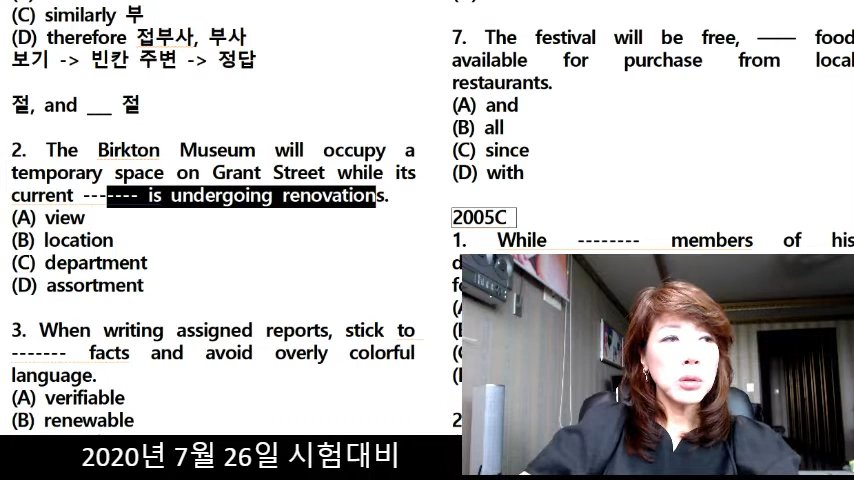 (C) similarly 부
(D) therefore 접부사, 부사
보기 -> 빈칸 주변 -> 정답
절, and ___ 절
2. The Birkton Museum will occupy a
temporary space on Grant Street while its
current ------- is undergoing renovations.
(A) view
(B) location
(C) department
(D) assortment
3. When writing assigned reports, stick to
------- facts and avoid overly colorful
language.
(A) verifiable
(B) renewable
7. The festival will be free, —— food
available for purchase from local
restaurants.
(A) and
(B) all
(C) since
(D) with
2005C
1. While -------- members of his
2020년 7월 26일 시험대비